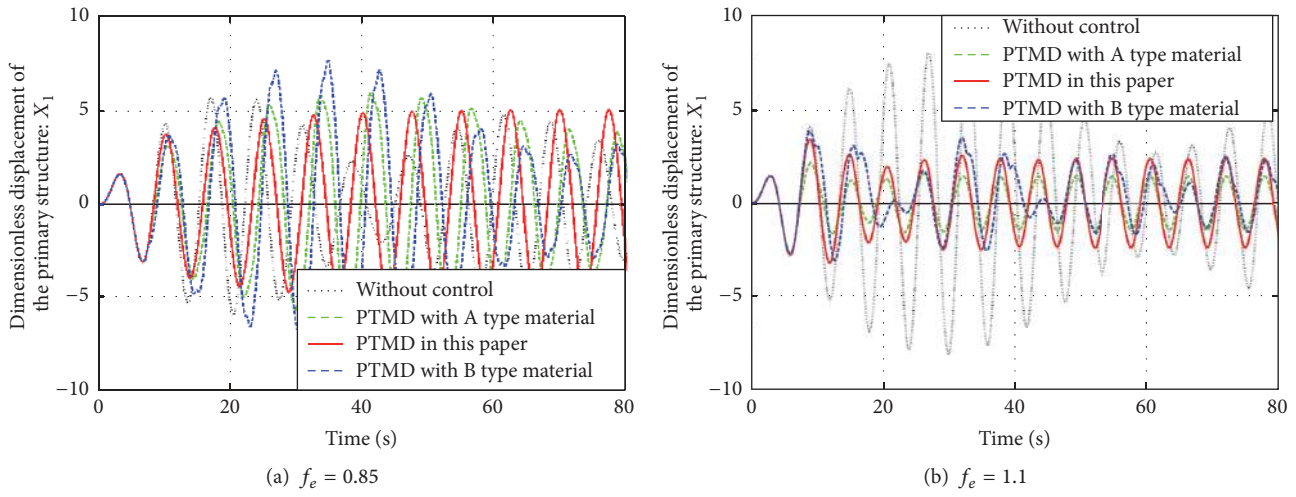 Dimensionless displacement of
the primary structure: X₁
10
5
0
−5
−10
Without control
PTMD with A type material
PTMD in this paper
PTMD with B type material
0
20
40
60
80
Time (s)
(a) fₑ = 0.85
Dimensionless displacement of
the primary structure: X₁
10
5
0
−5
−10
Without control
PTMD with A type material
PTMD in this paper
PTMD with B type material
0
20
40
60
80
Time (s)
(b) fₑ = 1.1